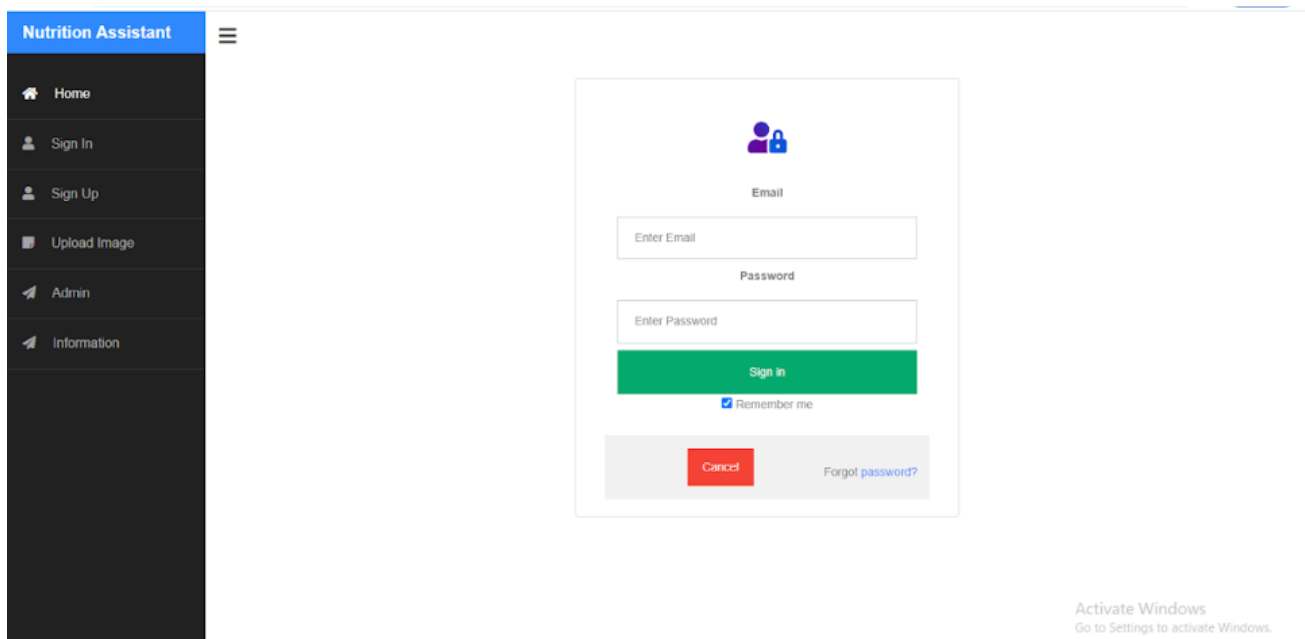 Nutrition Assistant
Home
Sign In
Sign Up
Upload Image
Admin
Information
Email
Enter Email
Password
Enter Password
Sign in
Remember me
Cancel
Forgot password?
Activate Windows
Go to Settings to activate Windows.